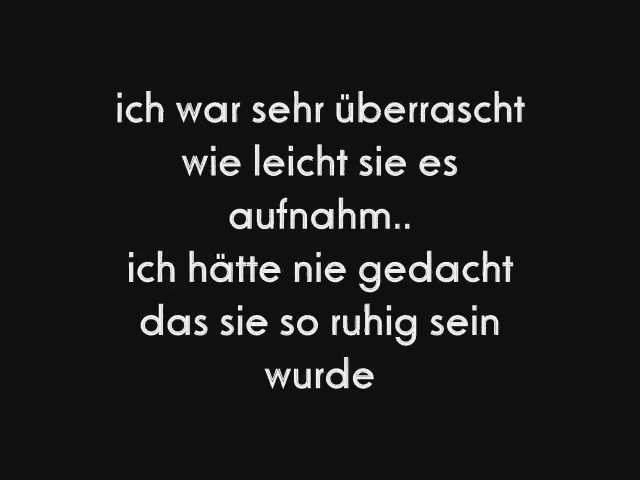 ich war sehr überrascht
wie leicht sie es
aufnahm..
ich hätte nie gedacht
das sie so ruhig sein
wurde